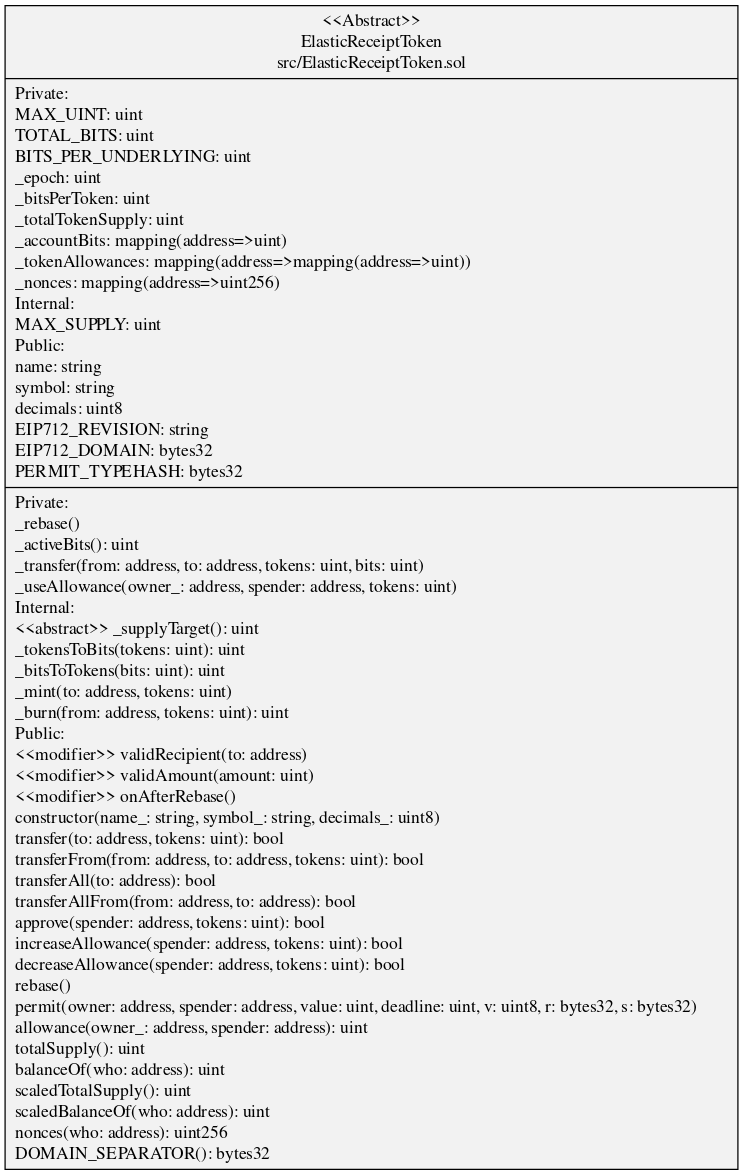 <<Abstract>>
ElasticReceiptToken
src/ElasticReceiptToken.sol
Private:
MAX_UINT: uint
TOTAL_BITS: uint
BITS_PER_UNDERLYING: uint
_epoch: uint
_bitsPerToken: uint
_totalTokenSupply: uint
_accountBits: mapping(address=>uint)
_tokenAllowances: mapping(address=>mapping(address=>uint))
_nonces: mapping(address=>uint256)
Internal:
MAX_SUPPLY: uint
Public:
name: string
symbol: string
decimals: uint8
EIP712_REVISION: string
EIP712_DOMAIN: bytes32
PERMIT_TYPEHASH: bytes32
Private:
_rebase()
_activeBits(): uint
_transfer(from: address, to: address, tokens: uint, bits: uint)
_useAllowance(owner_: address, spender: address, tokens: uint)
Internal:
<<abstract>> _supplyTarget(): uint
_tokensToBits(tokens: uint): uint
_bitsToTokens(bits: uint): uint
_mint(to: address, tokens: uint)
_burn(from: address, tokens: uint): uint
Public:
<<modifier>> validRecipient(to: address)
<<modifier>> validAmount(amount: uint)
<<modifier>> onAfterRebase()
constructor(name_: string, symbol_: string, decimals_: uint8)
transfer(to: address, tokens: uint): bool
transferFrom(from: address, to: address, tokens: uint): bool
transferAll(to: address): bool
transferAllFrom(from: address, to: address): bool
approve(spender: address, tokens: uint): bool
increaseAllowance(spender: address, tokens: uint): bool
decreaseAllowance(spender: address, tokens: uint): bool
rebase()
permit(owner: address, spender: address, value: uint, deadline: uint, v: uint8, r: bytes32, s: bytes32)
allowance(owner_: address, spender: address): uint
totalSupply(): uint
balanceOf(who: address): uint
scaledTotalSupply(): uint
scaledBalanceOf(who: address): uint
nonces(who: address): uint256
DOMAIN_SEPARATOR(): bytes32